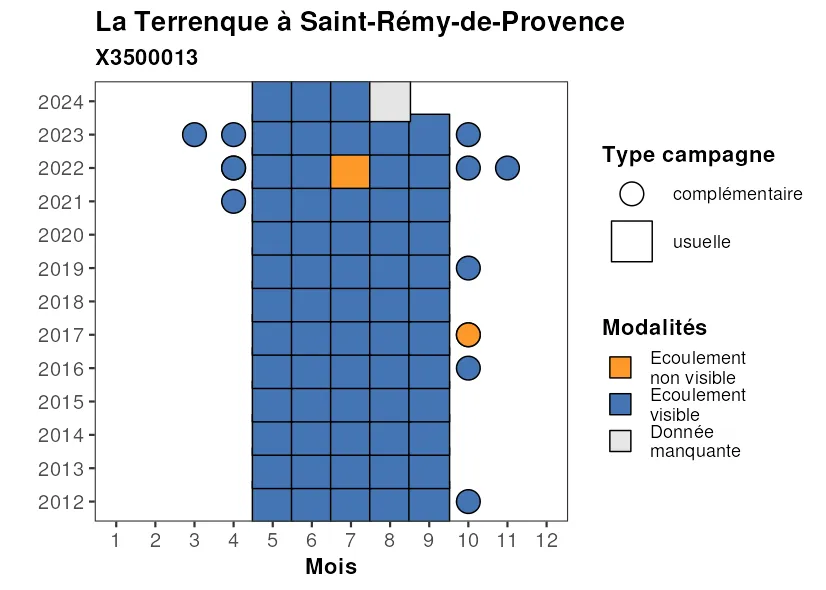 La Terrenque à Saint-Rémy-de-Provence
X3500013
2024
2023
2022
2021
2020
2019
2018
2017
2016
2015
2014
2013
2012
1 2 3 4 5 6 7 8 9 10 11 12
Mois
Type campagne
complémentaire
usuelle
Modalités
Ecoulement
non visible
Ecoulement
visible
Donnée
manquante